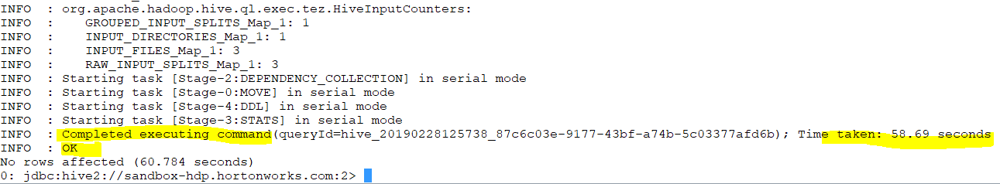 INFO  : org.apache.hadoop.hive.ql.exec.tez.HiveInputCounters:
INFO  :    GROUPED_INPUT_SPLITS_Map_1: 1
INFO  :    INPUT_DIRECTORIES_Map_1: 1
INFO  :    INPUT_FILES_Map_1: 3
INFO  :    RAW_INPUT_SPLITS_Map_1: 3
INFO  : Starting task [Stage-2:DEPENDENCY_COLLECTION] in serial mode
INFO  : Starting task [Stage-0:MOVE] in serial mode
INFO  : Starting task [Stage-4:DDL] in serial mode
INFO  : Starting task [Stage-3:STATS] in serial mode
INFO  : Completed executing command(queryId=hive_20190228125738_87c6c03e-9177-43bf-a74b-5c03377afd6b); Time taken: 58.69 seconds
INFO  : OK
No rows affected (60.784 seconds)
0: jdbc:hive2://sandbox-hdp.hortonworks.com:2>